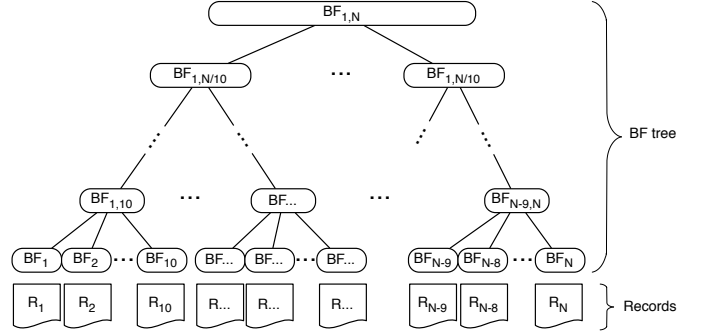 BF1,N
BF1,N/10 ... BF1,N/10
BF tree
BF1,10 ... BF... ... BFN-9,N
BF1 BF2 ... BF10 BF... BF... ... BF... BFN-9 BFN-8 ... BFN
R1 R2 R10 R... R... R... RN-9 RN-8 RN
Records